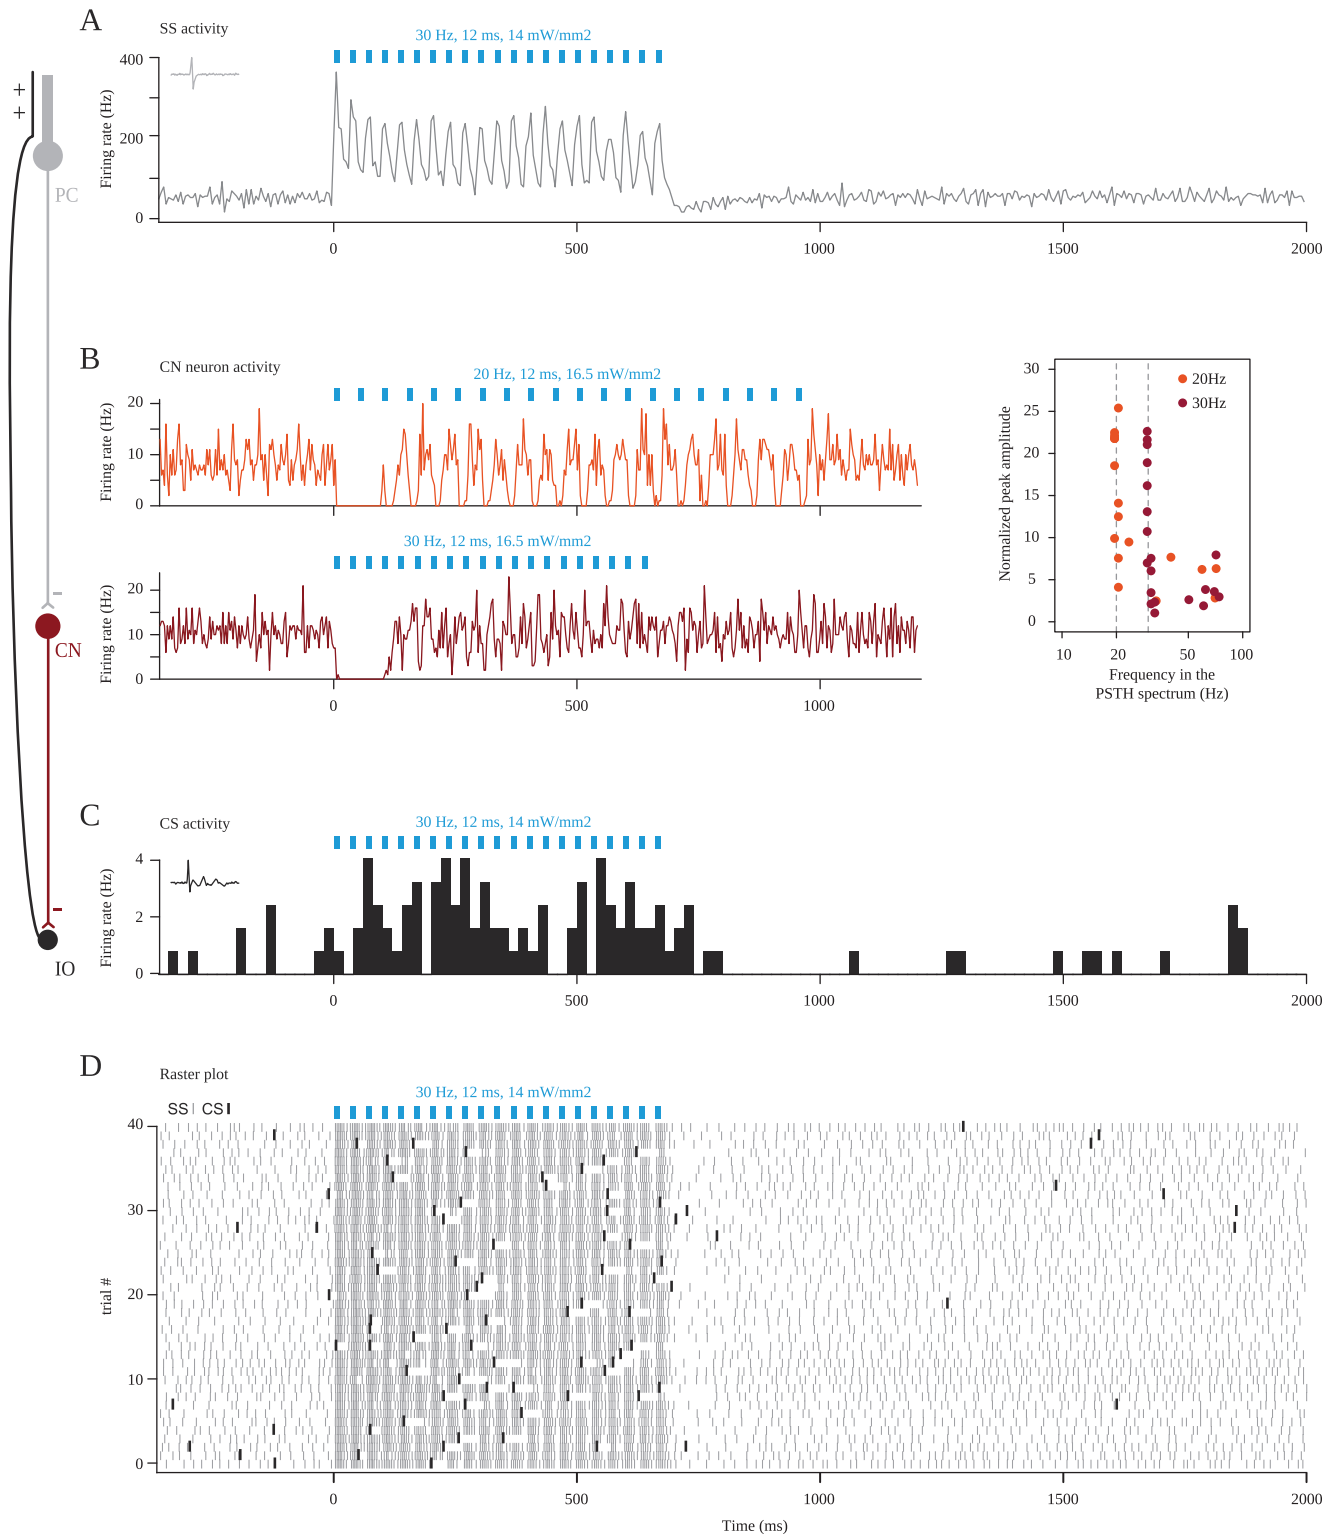 A
SS activity
30 Hz, 12 ms, 14 mW/mm2
400
200
0
Firing rate (Hz)
0 500 1000 1500 2000
+
+
PC
B
CN neuron activity
20 Hz, 12 ms, 16.5 mW/mm2
20
10
0
Firing rate (Hz)
30 Hz, 12 ms, 16.5 mW/mm2
20
10
0
Firing rate (Hz)
0 500 1000
30
25
20
15
10
5
0
Normalized peak amplitude
20Hz
30Hz
10 20 50 100
Frequency in the
PSTH spectrum (Hz)
CN
C
CS activity
30 Hz, 12 ms, 14 mW/mm2
4
2
0
Firing rate (Hz)
0 500 1000 1500 2000
IO
D
Raster plot
30 Hz, 12 ms, 14 mW/mm2
SS CS
40
30
20
10
0
trial #
0 500 1000 1500 2000
Time (ms)